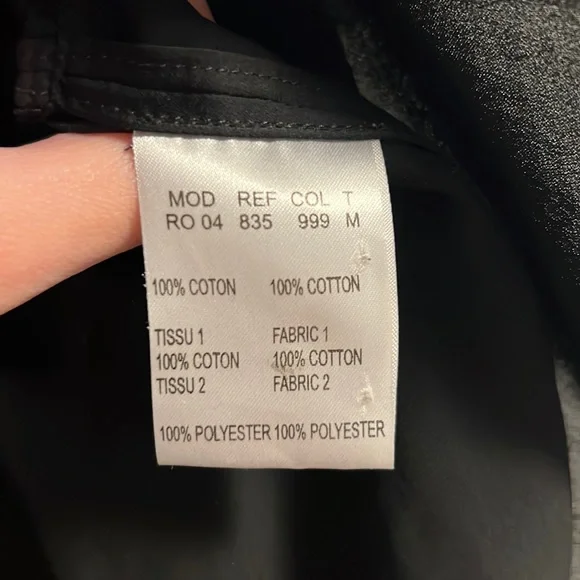 MOD REF COL T
RO 04 835 999 M
100% COTON 100% COTTON
TISSU 1 FABRIC 1
100% COTON 100% COTTON
TISSU 2 FABRIC 2
100% POLYESTER 100% POLYESTER